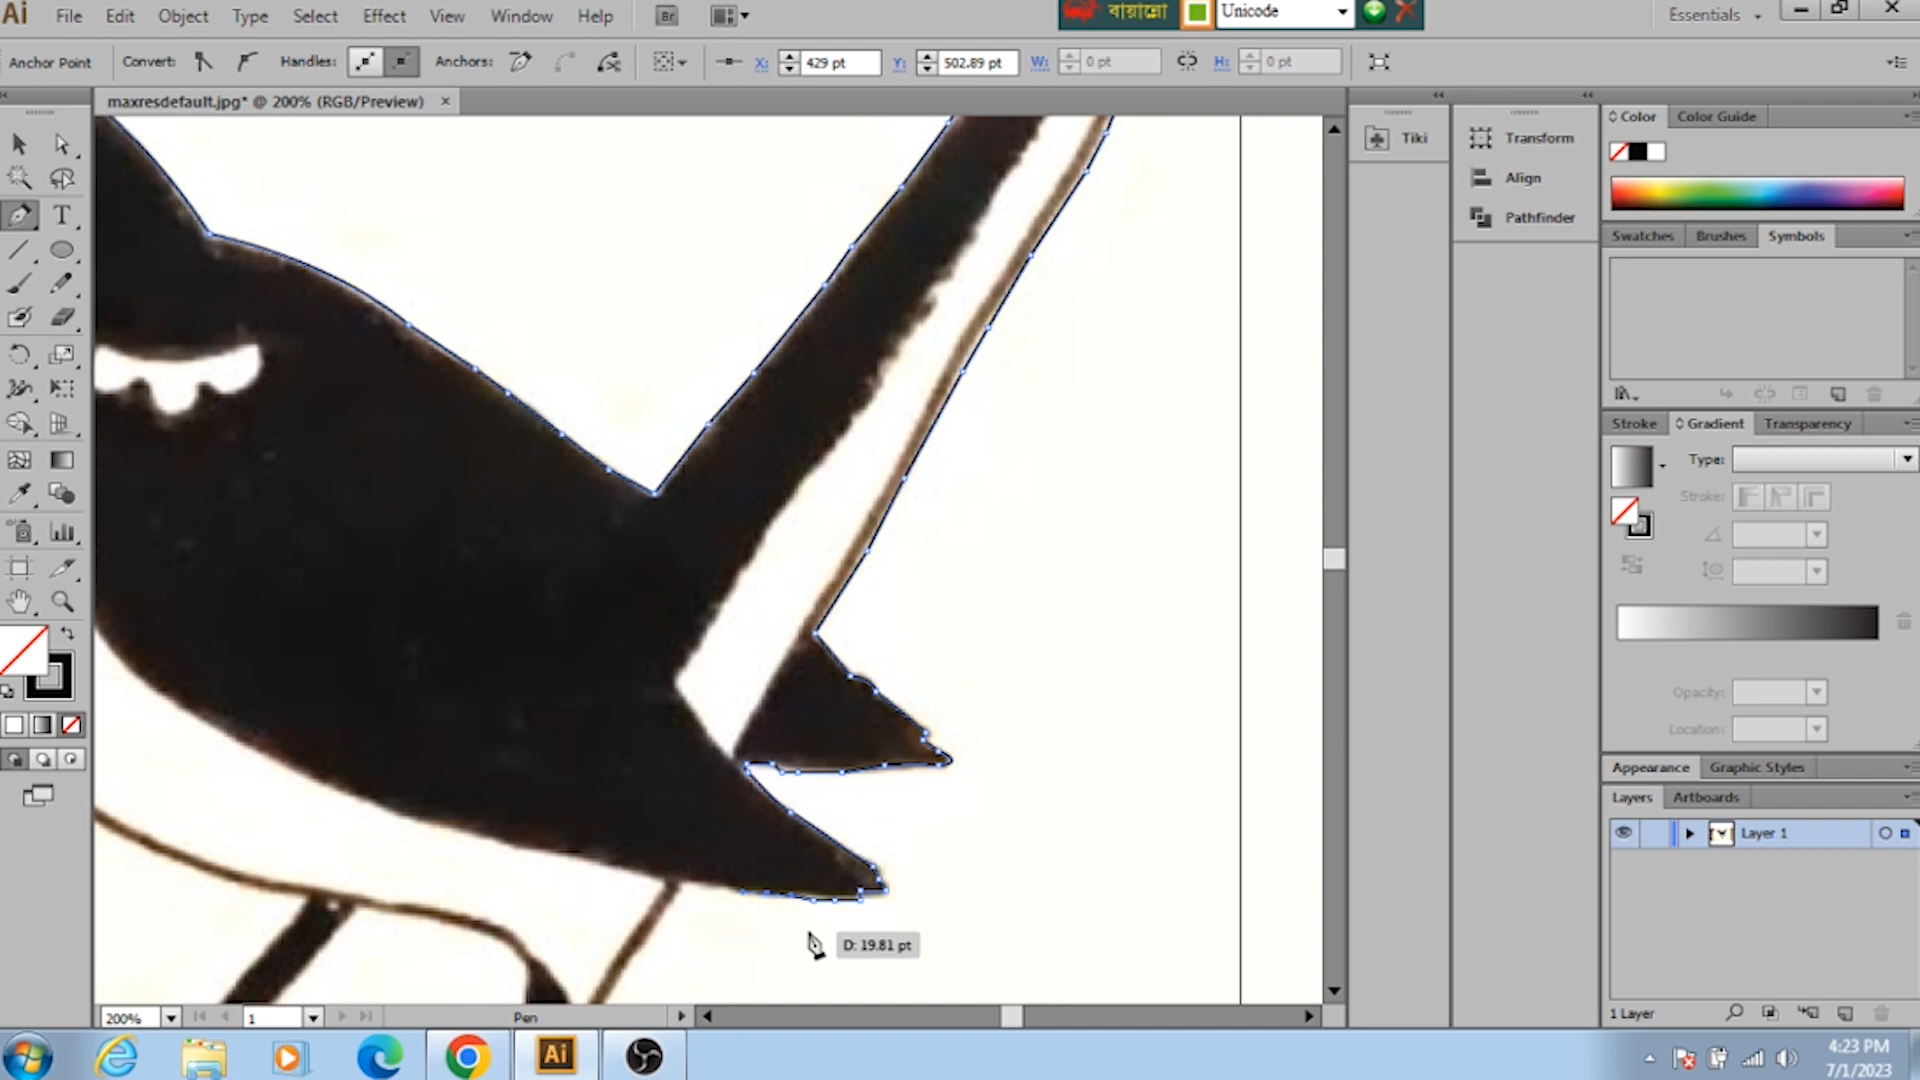 Ai File Edit Object Type Select Effect View Window Help Br বায়ান্নো Unicode Essentials
Anchor Point Convert: Handles: Anchors: X: 429 pt Y: 502.89 pt W: 0 pt H: 0 pt
maxresdefault.jpg* @ 200% (RGB/Preview) ×
Tiki
Transform
Align
Pathfinder
Color Color Guide
Swatches Brushes Symbols
Stroke Gradient Transparency
Type:
Stroke:
Opacity:
Location:
Appearance Graphic Styles
Layers Artboards
Layer 1
T
D: 19.81 pt
200% 1 Pen
1 Layer
Ai
4:23 PM
7/1/2023